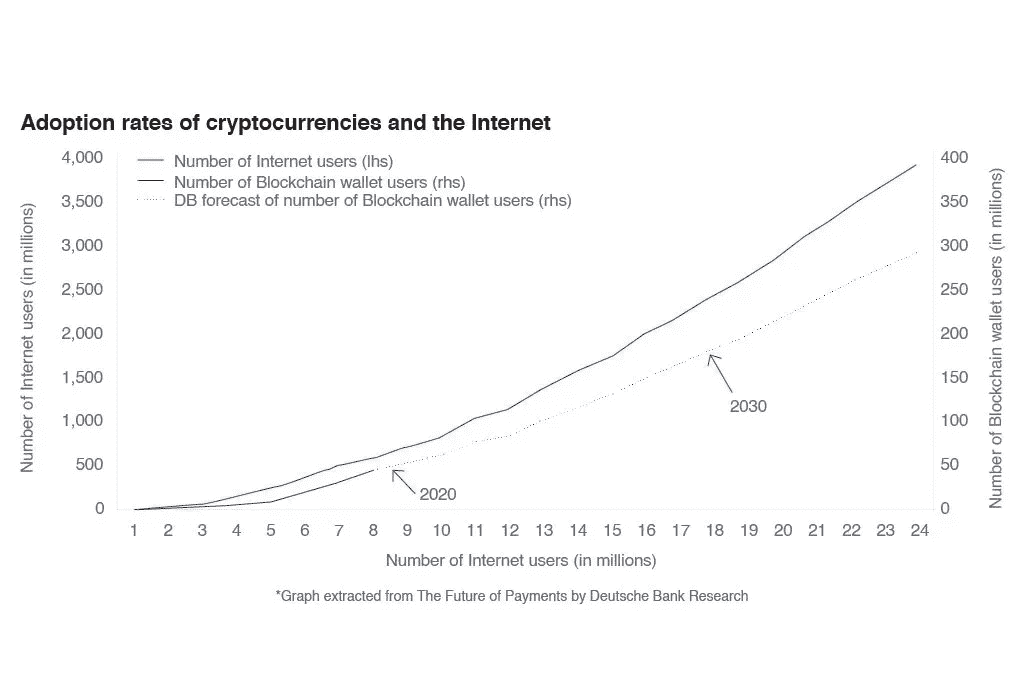 Adoption rates of cryptocurrencies and the Internet
Number of Internet users (lhs)
Number of Blockchain wallet users (rhs)
DB forecast of number of Blockchain wallet users (rhs)
Number of Internet users (in millions)
4,000
3,500
3,000
2,500
2,000
1,500
1,000
500
0
400
350
300
250
200
150
100
50
0
Number of Blockchain wallet users (in millions)
2030
2020
1 2 3 4 5 6 7 8 9 10 11 12 13 14 15 16 17 18 19 20 21 22 23 24
Number of Internet users (in millions)
*Graph extracted from The Future of Payments by Deutsche Bank Research